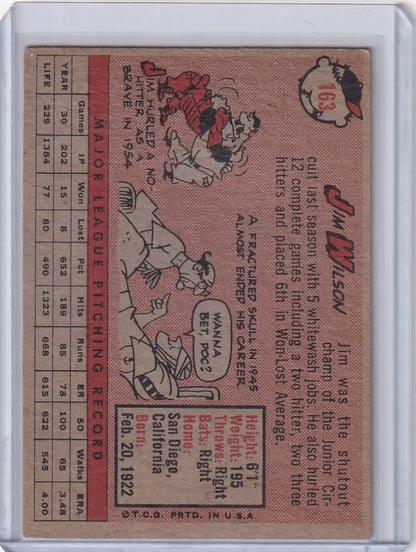 163
JIM WILSON
Jim was the shutout
champ of the Junior Cir-
cuit last season with 5 whitewash jobs. He also hurled
12 complete games including a two hitter, two three
hitters and placed 6th in Won-Lost Average.
JIM HURLED A NO-
HITTER AS A
BRAVE IN 1954
A FRACTURED SKULL IN 1945
ALMOST ENDED HIS CAREER
WANNA
BET, DOC?
Height: 6'1"
Weight: 195
Throws: Right
Bats: Right
Home:
San Diego,
California
Born:
Feb. 20, 1922
MAJOR LEAGUE PITCHING RECORD
Games IP Won Lost Pct Hits Runs ER SO Walks ERA
YEAR 30 202 15 8 652 189 85 78 100 65 3.48
LIFE 229 1384 77 80 490 1323 668 615 622 545 4.00
© T.C.G. PRTD. IN U.S.A.